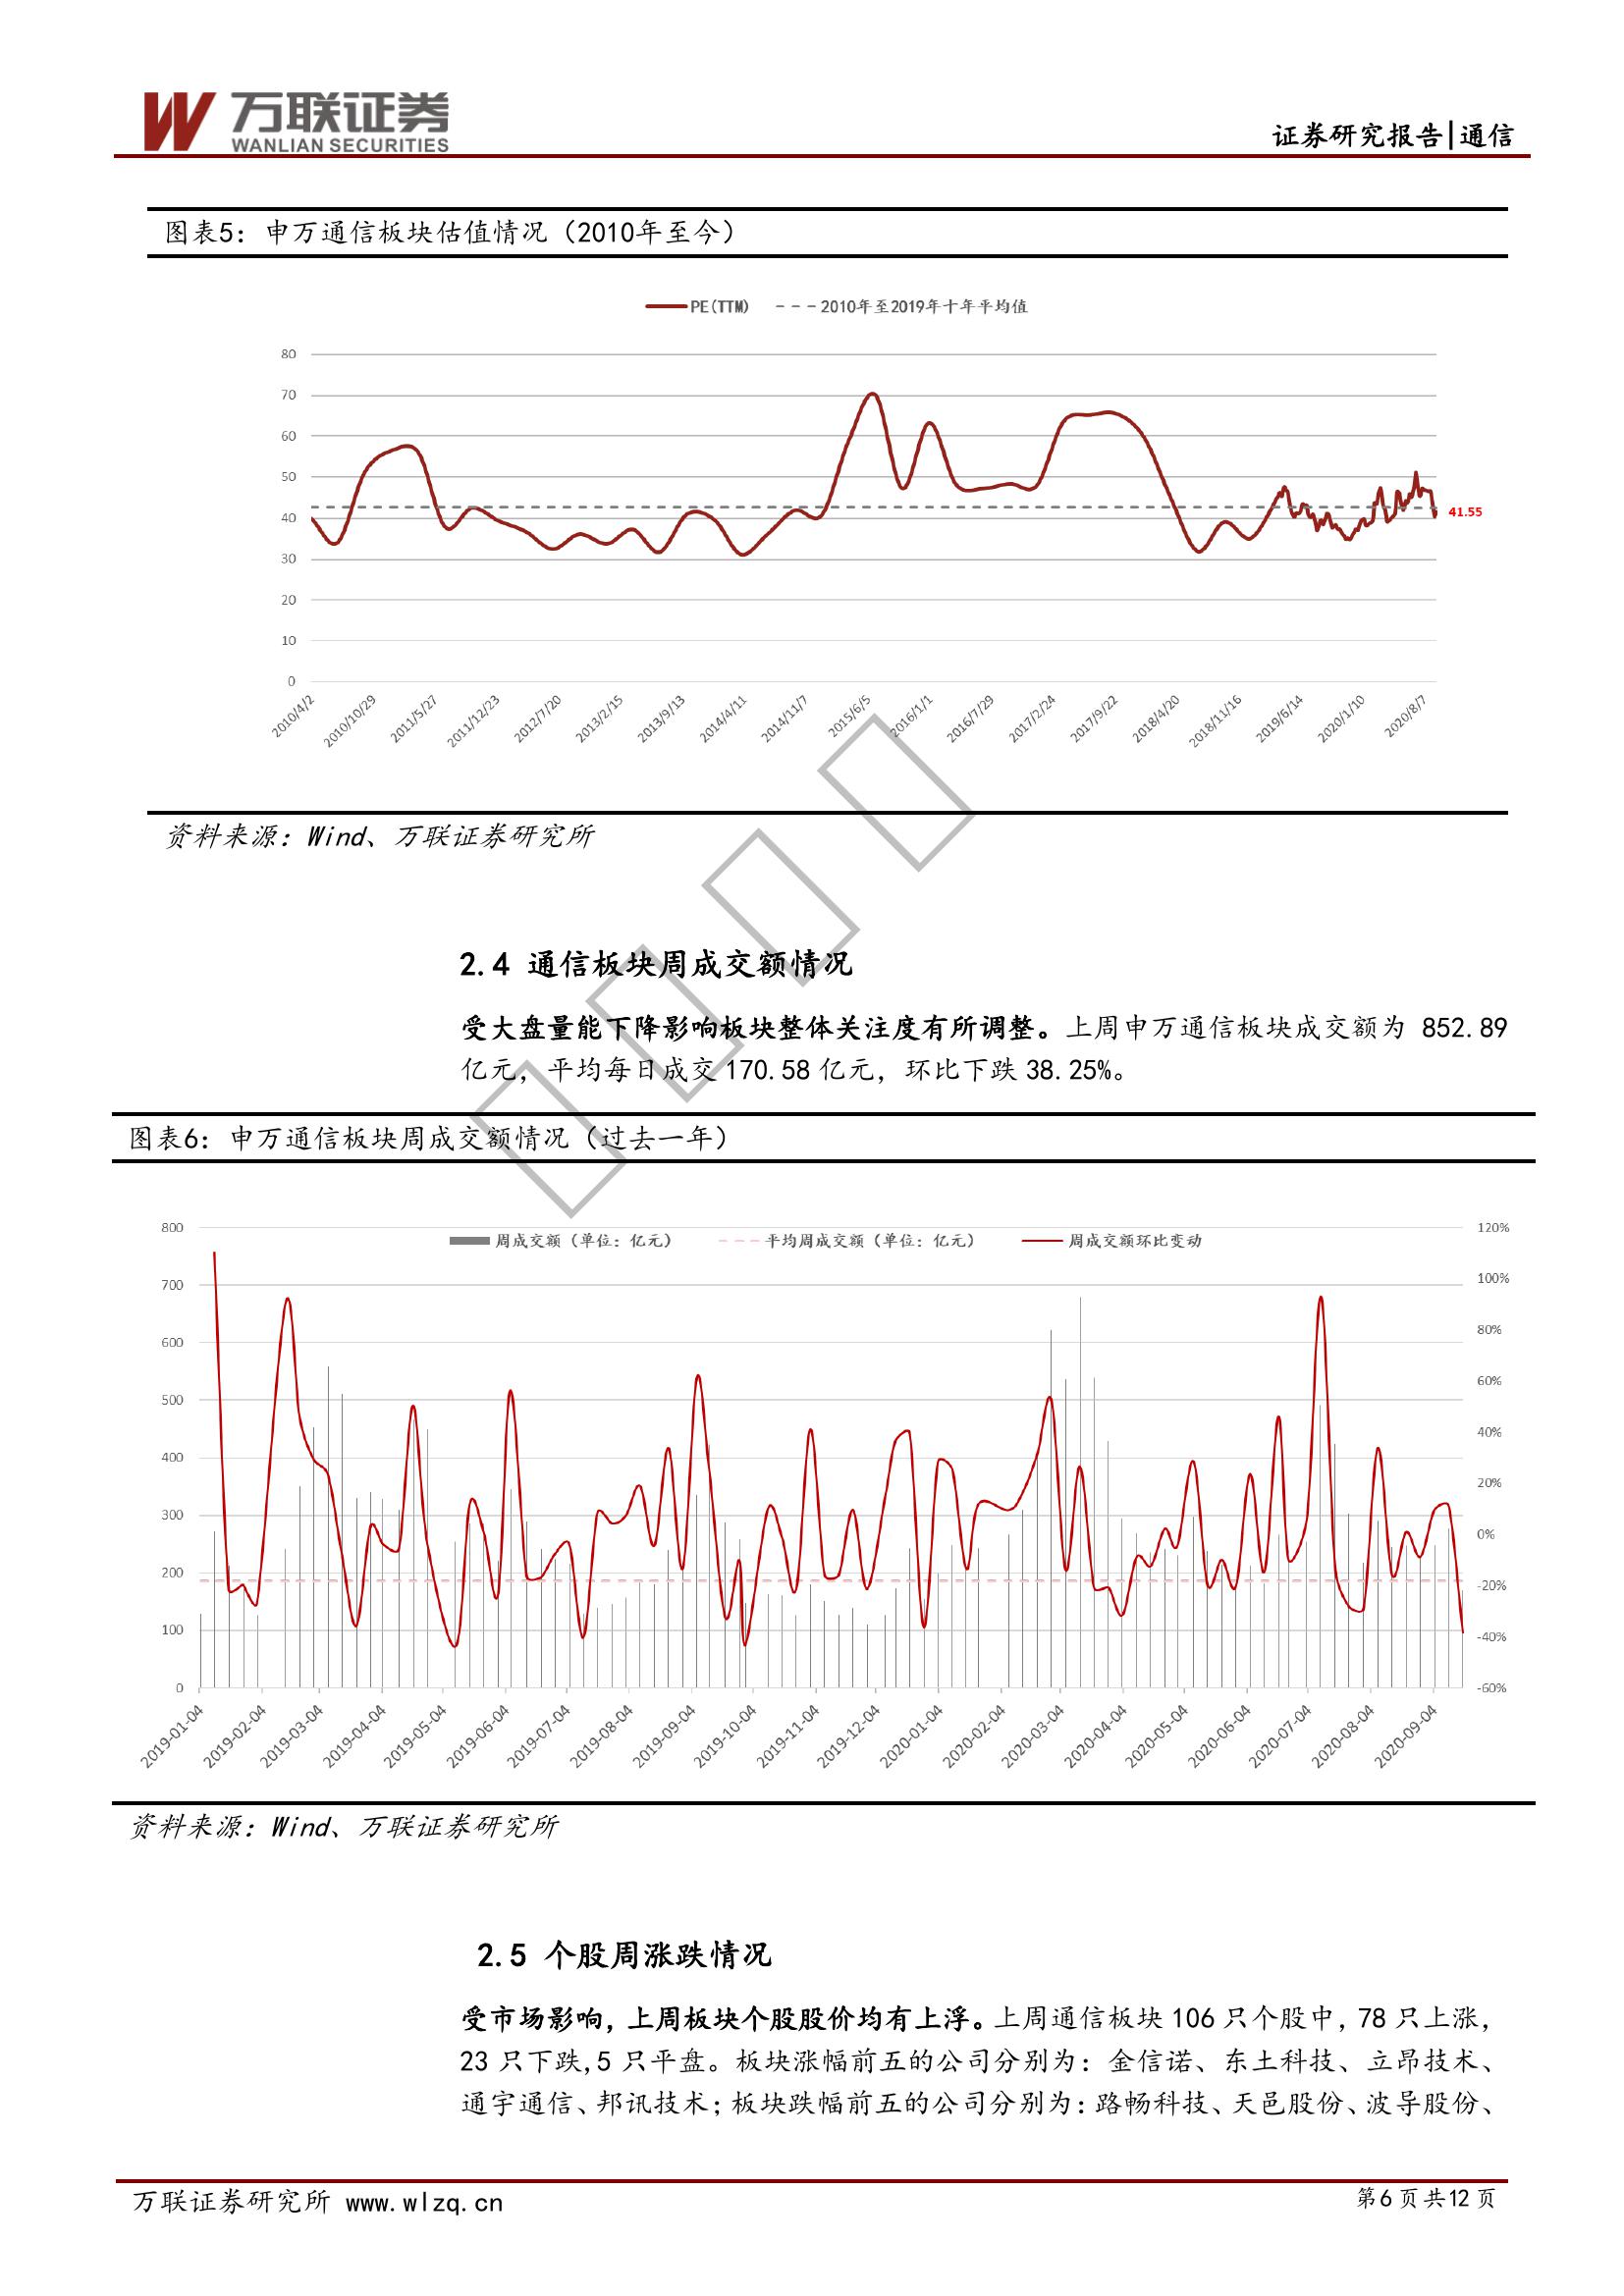 万联证券
WANLIAN SECURITIES
证券研究报告|通信
图表5：申万通信板块估值情况（2010年至今）
PE(TTM) 2010年至2019年十年平均值
80
70
60
50
40
30
20
10
0
41.55
2010/4/2 2010/10/29 2011/5/27 2011/12/23 2012/7/20 2013/2/15 2013/9/13 2014/4/11 2014/11/7 2015/6/5 2016/1/1 2016/7/29 2017/2/24 2017/9/22 2018/4/20 2018/11/16 2019/6/14 2020/1/10 2020/8/7
资料来源：Wind、万联证券研究所
2.4 通信板块周成交额情况
受大盘量能下降影响板块整体关注度有所调整。上周申万通信板块成交额为 852.89
亿元，平均每日成交 170.58 亿元，环比下跌 38.25%。
图表6：申万通信板块周成交额情况（过去一年）
周成交额（单位：亿元） 平均周成交额（单位：亿元） 周成交额环比变动
800
700
600
500
400
300
200
100
0
120%
100%
80%
60%
40%
20%
0%
-20%
-40%
-60%
2019-01-04 2019-02-04 2019-03-04 2019-04-04 2019-05-04 2019-06-04 2019-07-04 2019-08-04 2019-09-04 2019-10-04 2019-11-04 2019-12-04 2020-01-04 2020-02-04 2020-03-04 2020-04-04 2020-05-04 2020-06-04 2020-07-04 2020-08-04 2020-09-04
资料来源：Wind、万联证券研究所
2.5 个股周涨跌情况
受市场影响，上周板块个股股价均有上浮。上周通信板块 106 只个股中，78 只上涨，
23 只下跌,5 只平盘。板块涨幅前五的公司分别为：金信诺、东土科技、立昂技术、
通宇通信、邦讯技术；板块跌幅前五的公司分别为：路畅科技、天邑股份、波导股份、
万联证券研究所 www.wlzq.cn
第6页共12页